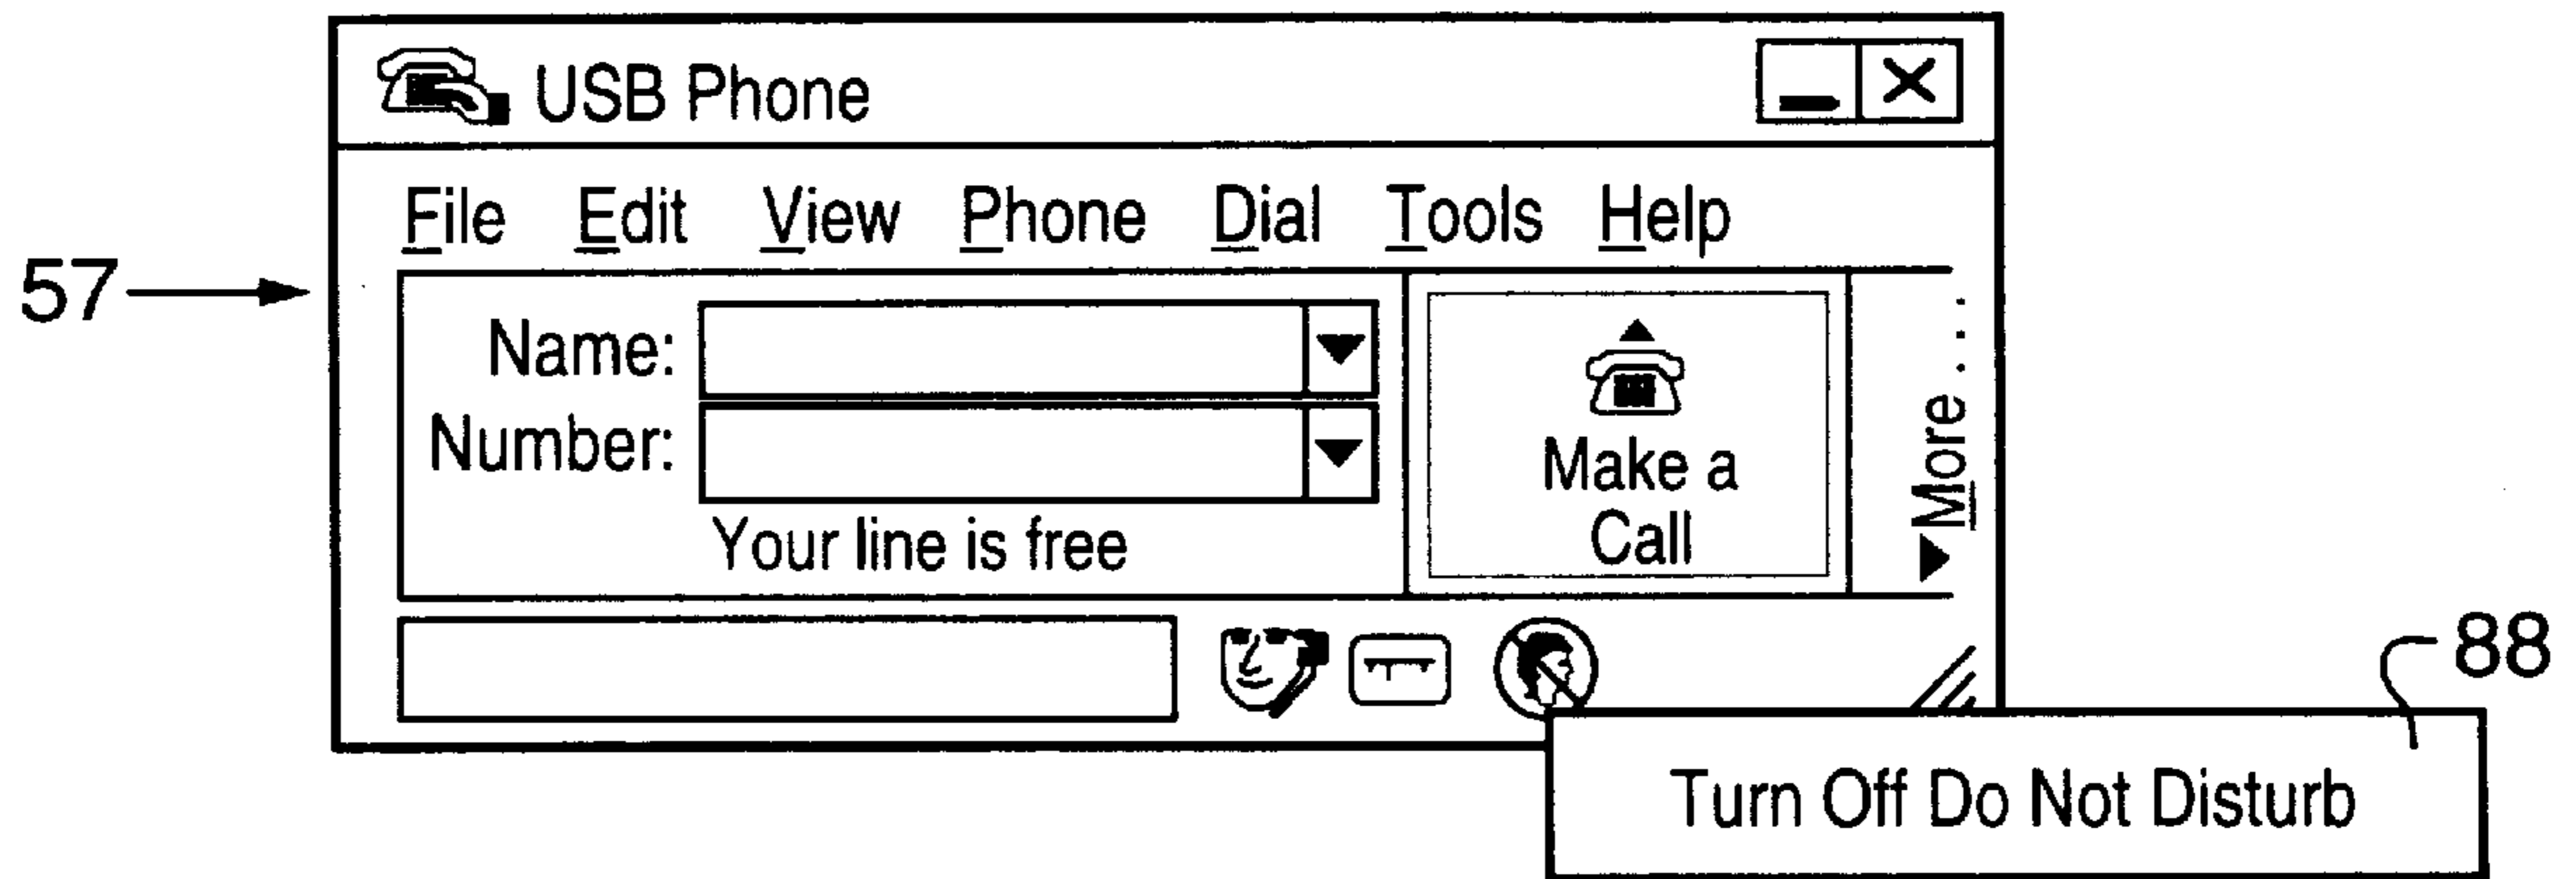 USB Phone
File Edit View Phone Dial Tools Help
57
Name:
Number:
Your line is free
Make a
Call
More . . .
88
Turn Off Do Not Disturb